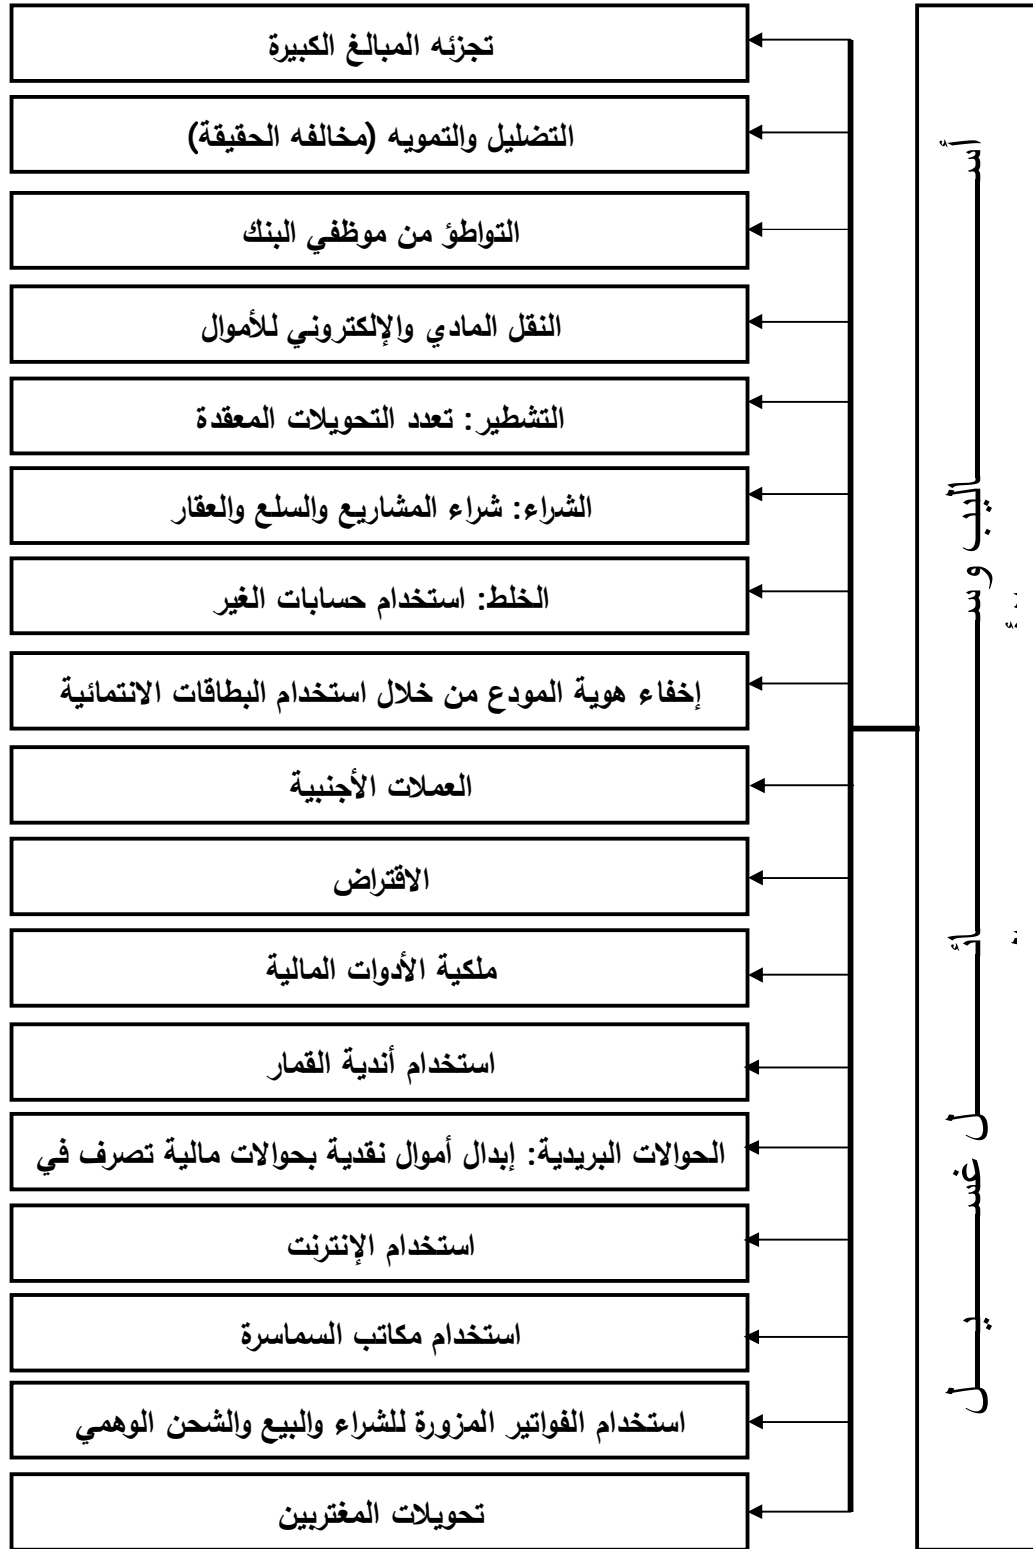 أساليب وسائل غسيل
تجزئه المبالغ الكبيرة
التضليل والتمويه (مخالفه الحقيقة)
التواطؤ من موظفي البنك
النقل المادي والإلكتروني للأموال
التشطير: تعدد التحويلات المعقدة
الشراء: شراء المشاريع والسلع والعقار
الخلط: استخدام حسابات الغير
إخفاء هوية المودع من خلال استخدام البطاقات الانتمائية
العملات الأجنبية
الاقتراض
ملكية الأدوات المالية
استخدام أندية القمار
الحوالات البريدية: إبدال أموال نقدية بحوالات مالية تصرف في
استخدام الإنترنت
استخدام مكاتب السماسرة
استخدام الفواتير المزورة للشراء والبيع والشحن الوهمي
تحويلات المغتربين